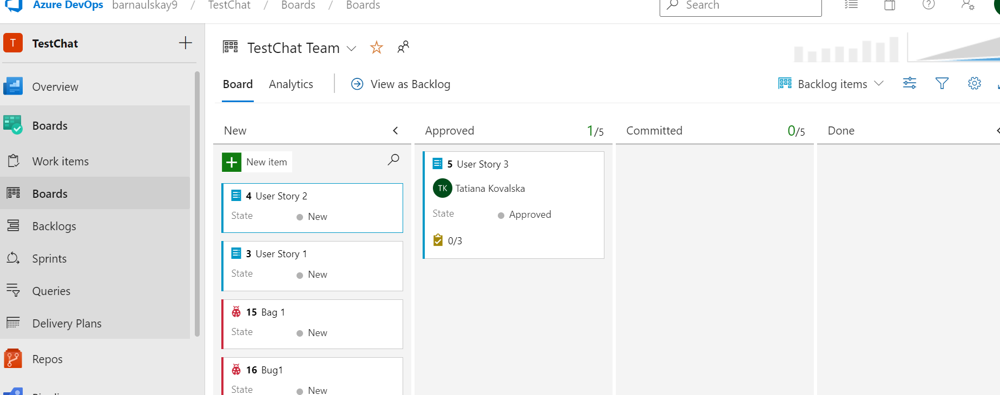 Azure DevOps barnaulskay9 / TestChat / Boards / Boards
Search
T TestChat
Overview
Boards
Work items
Boards
Backlogs
Sprints
Queries
Delivery Plans
Repos
TestChat Team
Board Analytics View as Backlog
Backlog items
New
Approved 1/5
Committed 0/5
Done
New item
4 User Story 2
State New
3 User Story 1
State New
15 Bag 1
State New
16 Bug1
State New
5 User Story 3
TK Tatiana Kovalska
State Approved
0/3